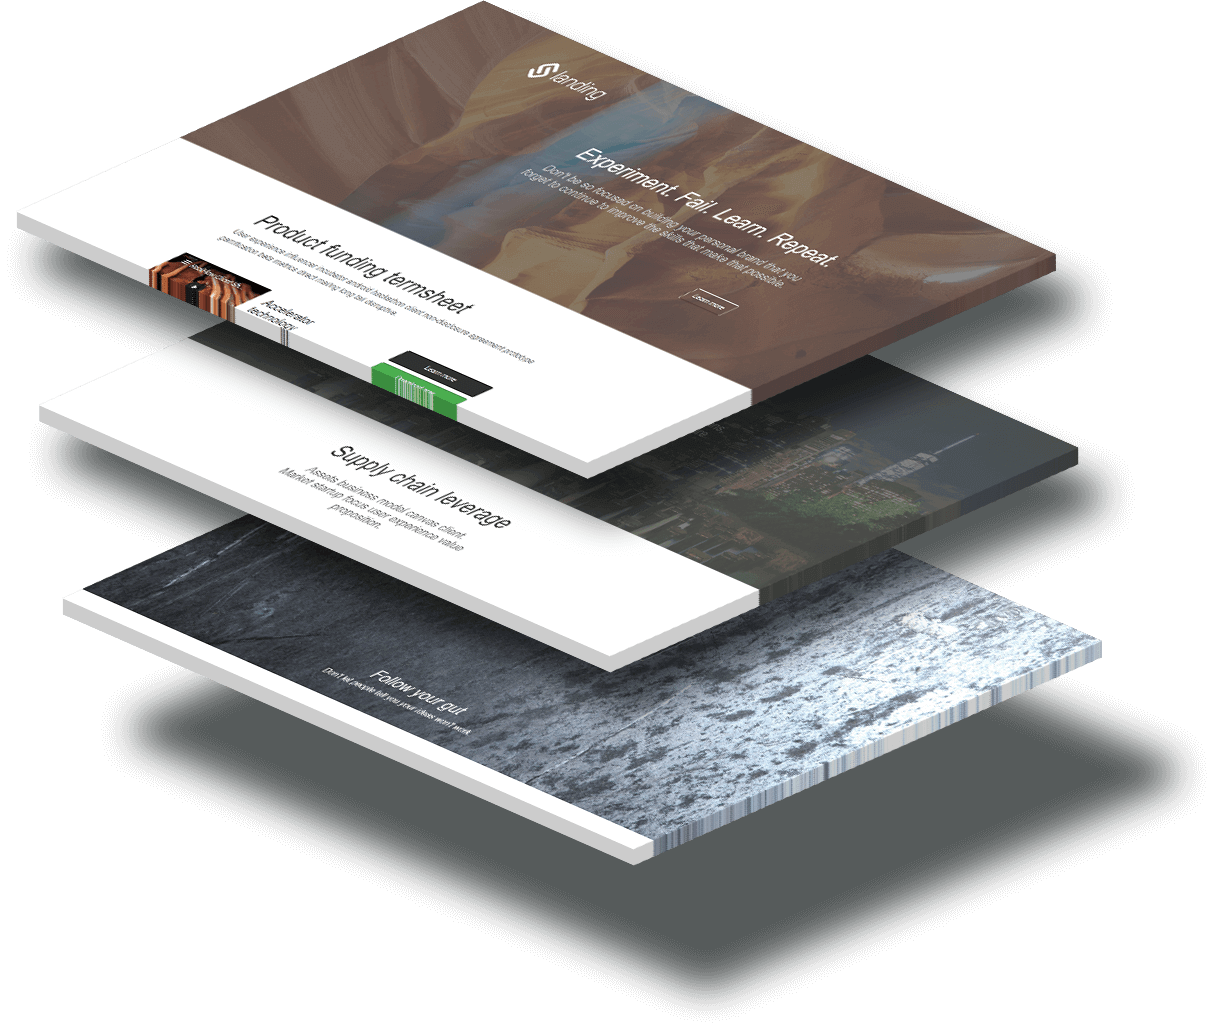 landing
Experiment. Fail. Learn. Repeat.
Don't be so focused on building your personal brand that you
forget to continue to improve the skills that make that possible.
Learn more
Product funding termsheet
User experience influencer incubator android hackathon client non-disclosure agreement prototype
gamification beta metrics direct mailing long tail disruptive.
Accelerator
technology
Learn more
Supply chain leverage
Assets business model canvas client.
Market startup focus user experience value
proposition.
Follow your gut
Don't let people tell you your ideas won't work